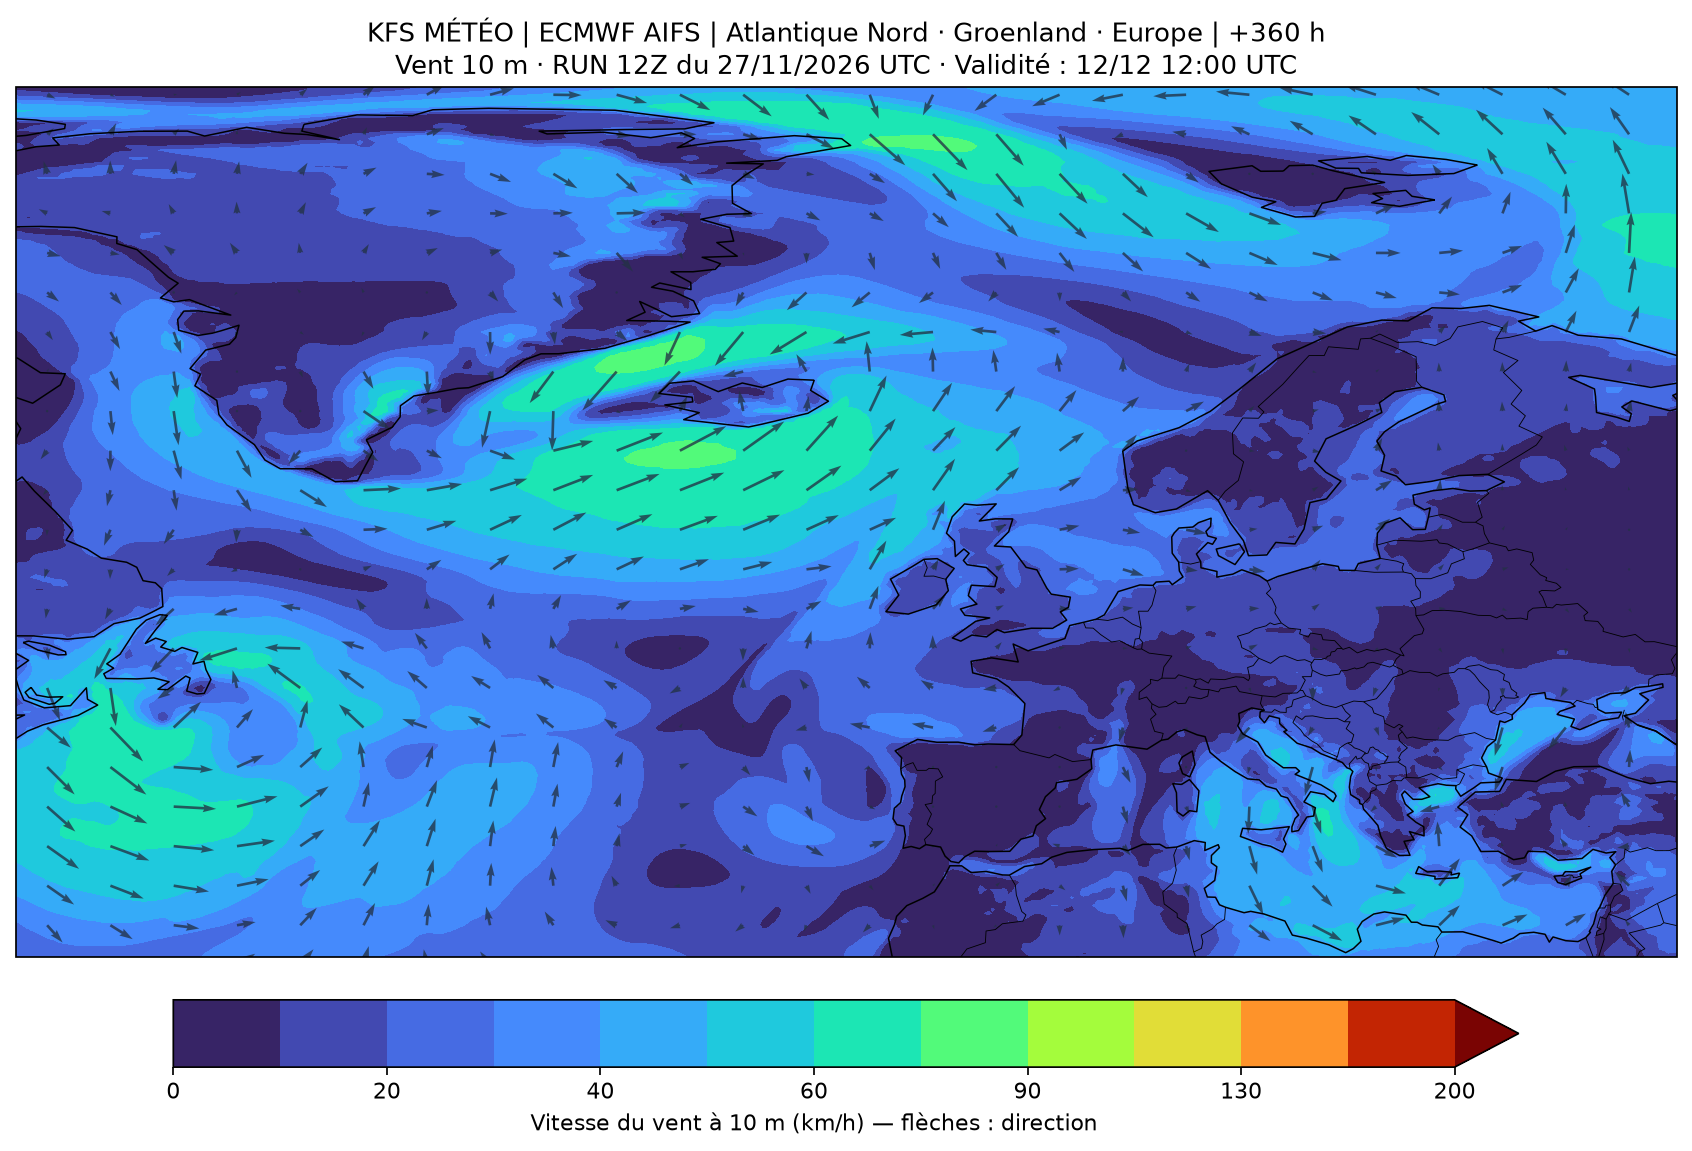 KFS MÉTÉO | ECMWF AIFS | Atlantique Nord · Groenland · Europe | +360 h
Vent 10 m · RUN 12Z du 27/11/2026 UTC · Validité : 12/12 12:00 UTC
0 20 40 60 90 130 200
Vitesse du vent à 10 m (km/h) — flèches : direction